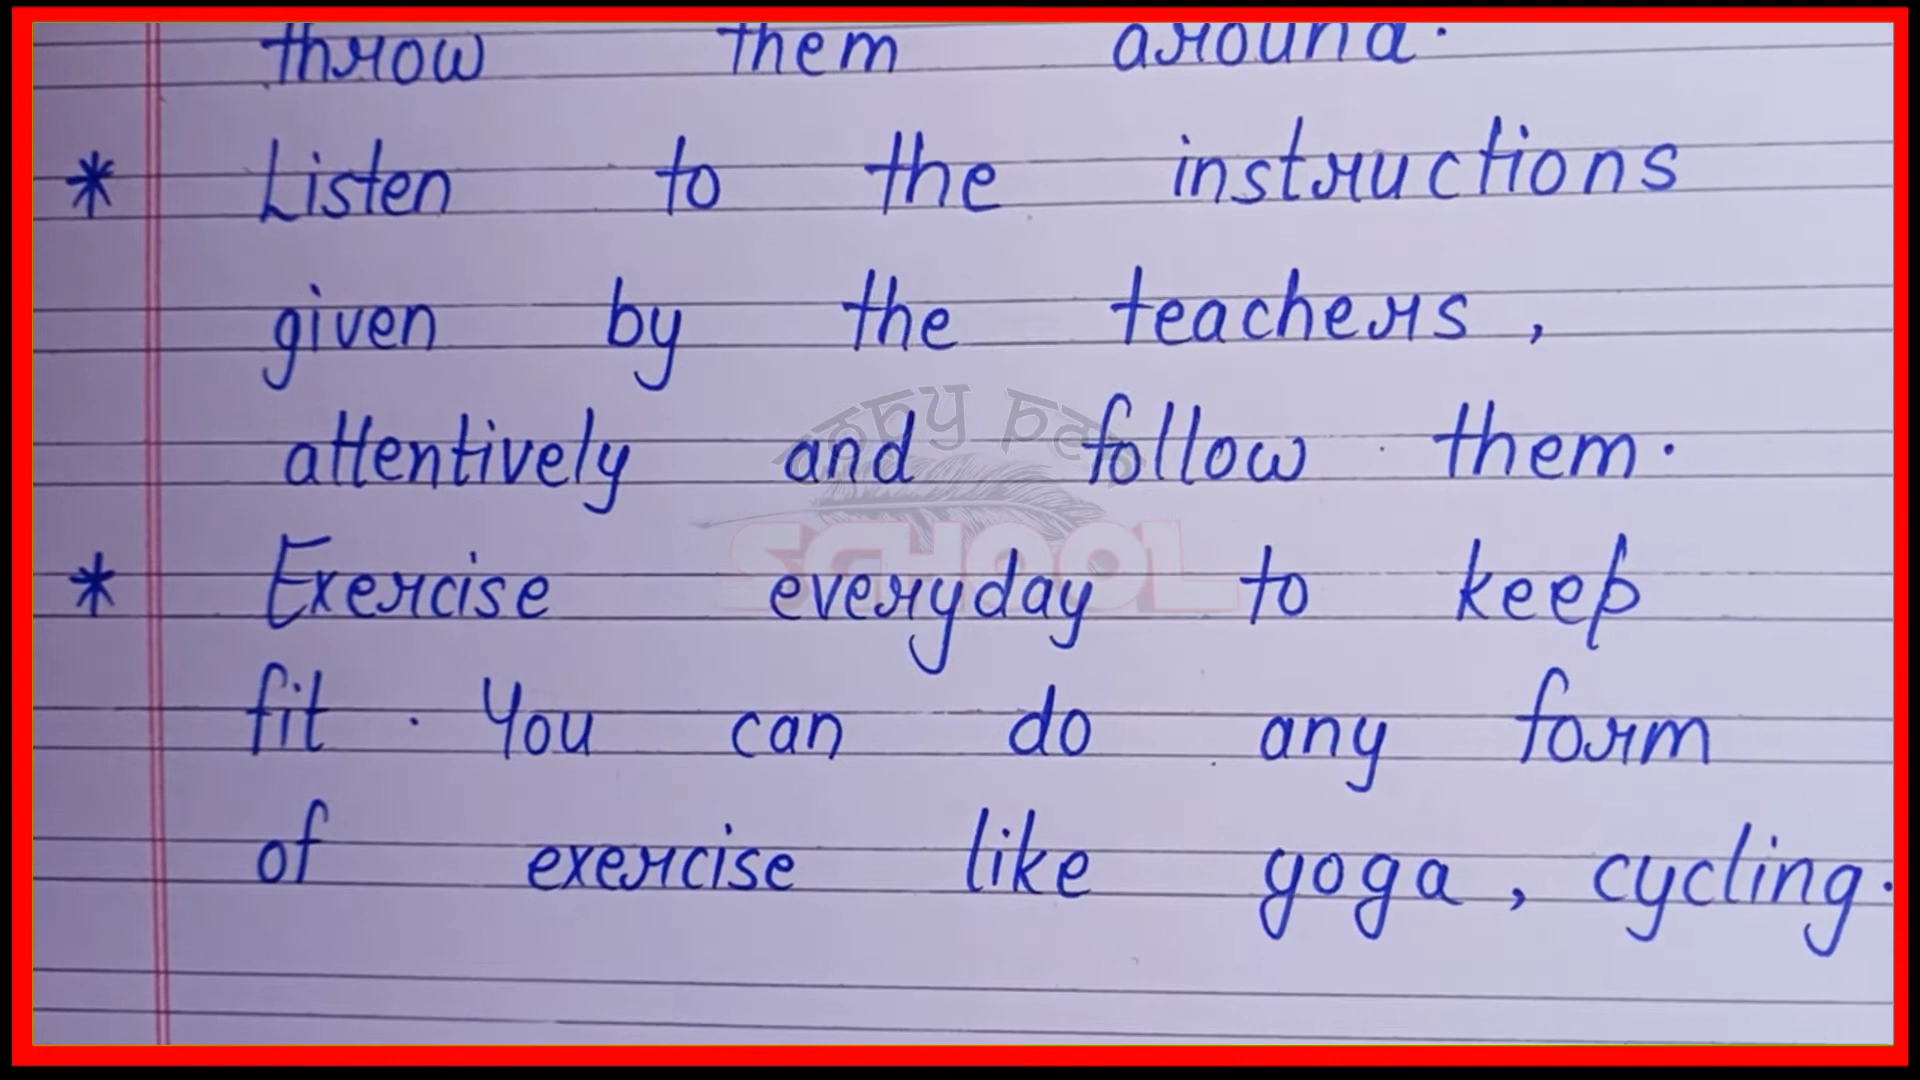 throw them around.
* Listen to the instructions
given by the teachers,
attentively and follow them.
* Exercise everyday to keep
fit. You can do any form
of exercise like yoga, cycling.
SCHOOL